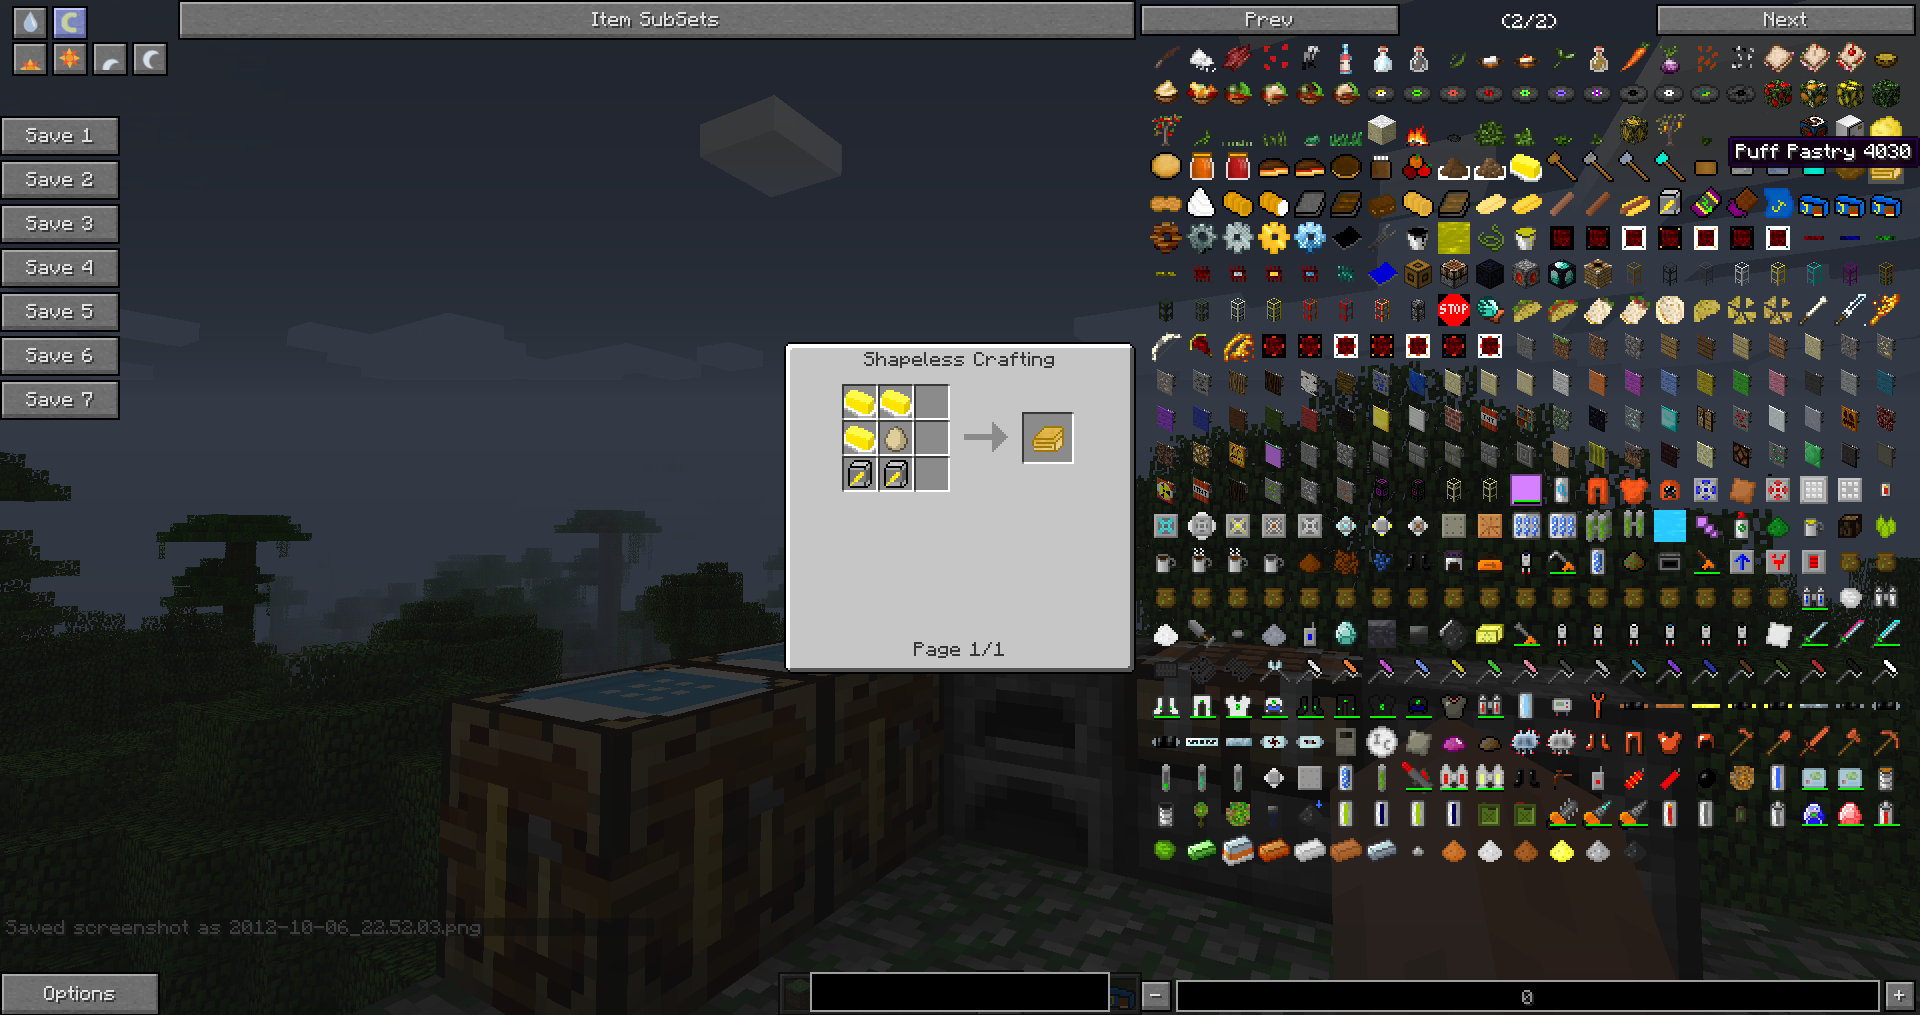 Item SubSets
Prev
(2/2)
Next
Save 1
Save 2
Save 3
Save 4
Save 5
Save 6
Save 7
Puff Pastry 4030
STOP
Shapeless Crafting
Page 1/1
Saved screenshot as 2012-10-06_22.52.03.png
Options
-
0
+